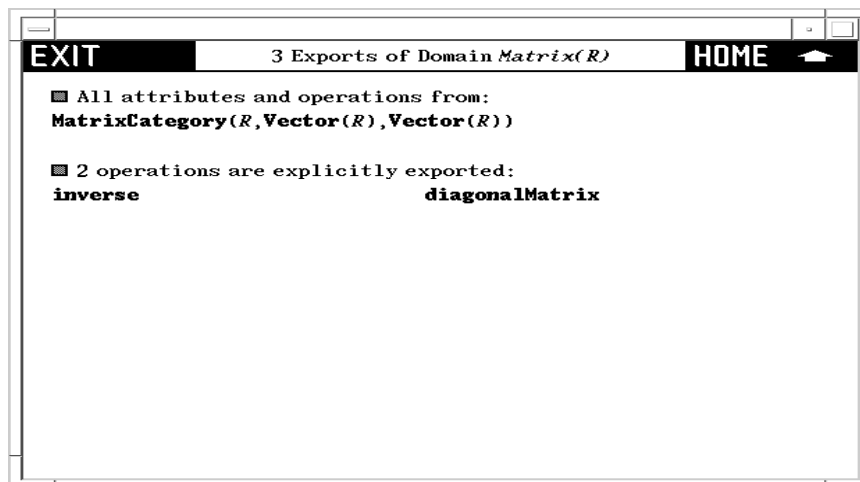 EXIT 3 Exports of Domain Matrix(R) HOME
All attributes and operations from:
MatrixCategory(R,Vector(R),Vector(R))
2 operations are explicitly exported:
inverse diagonalMatrix